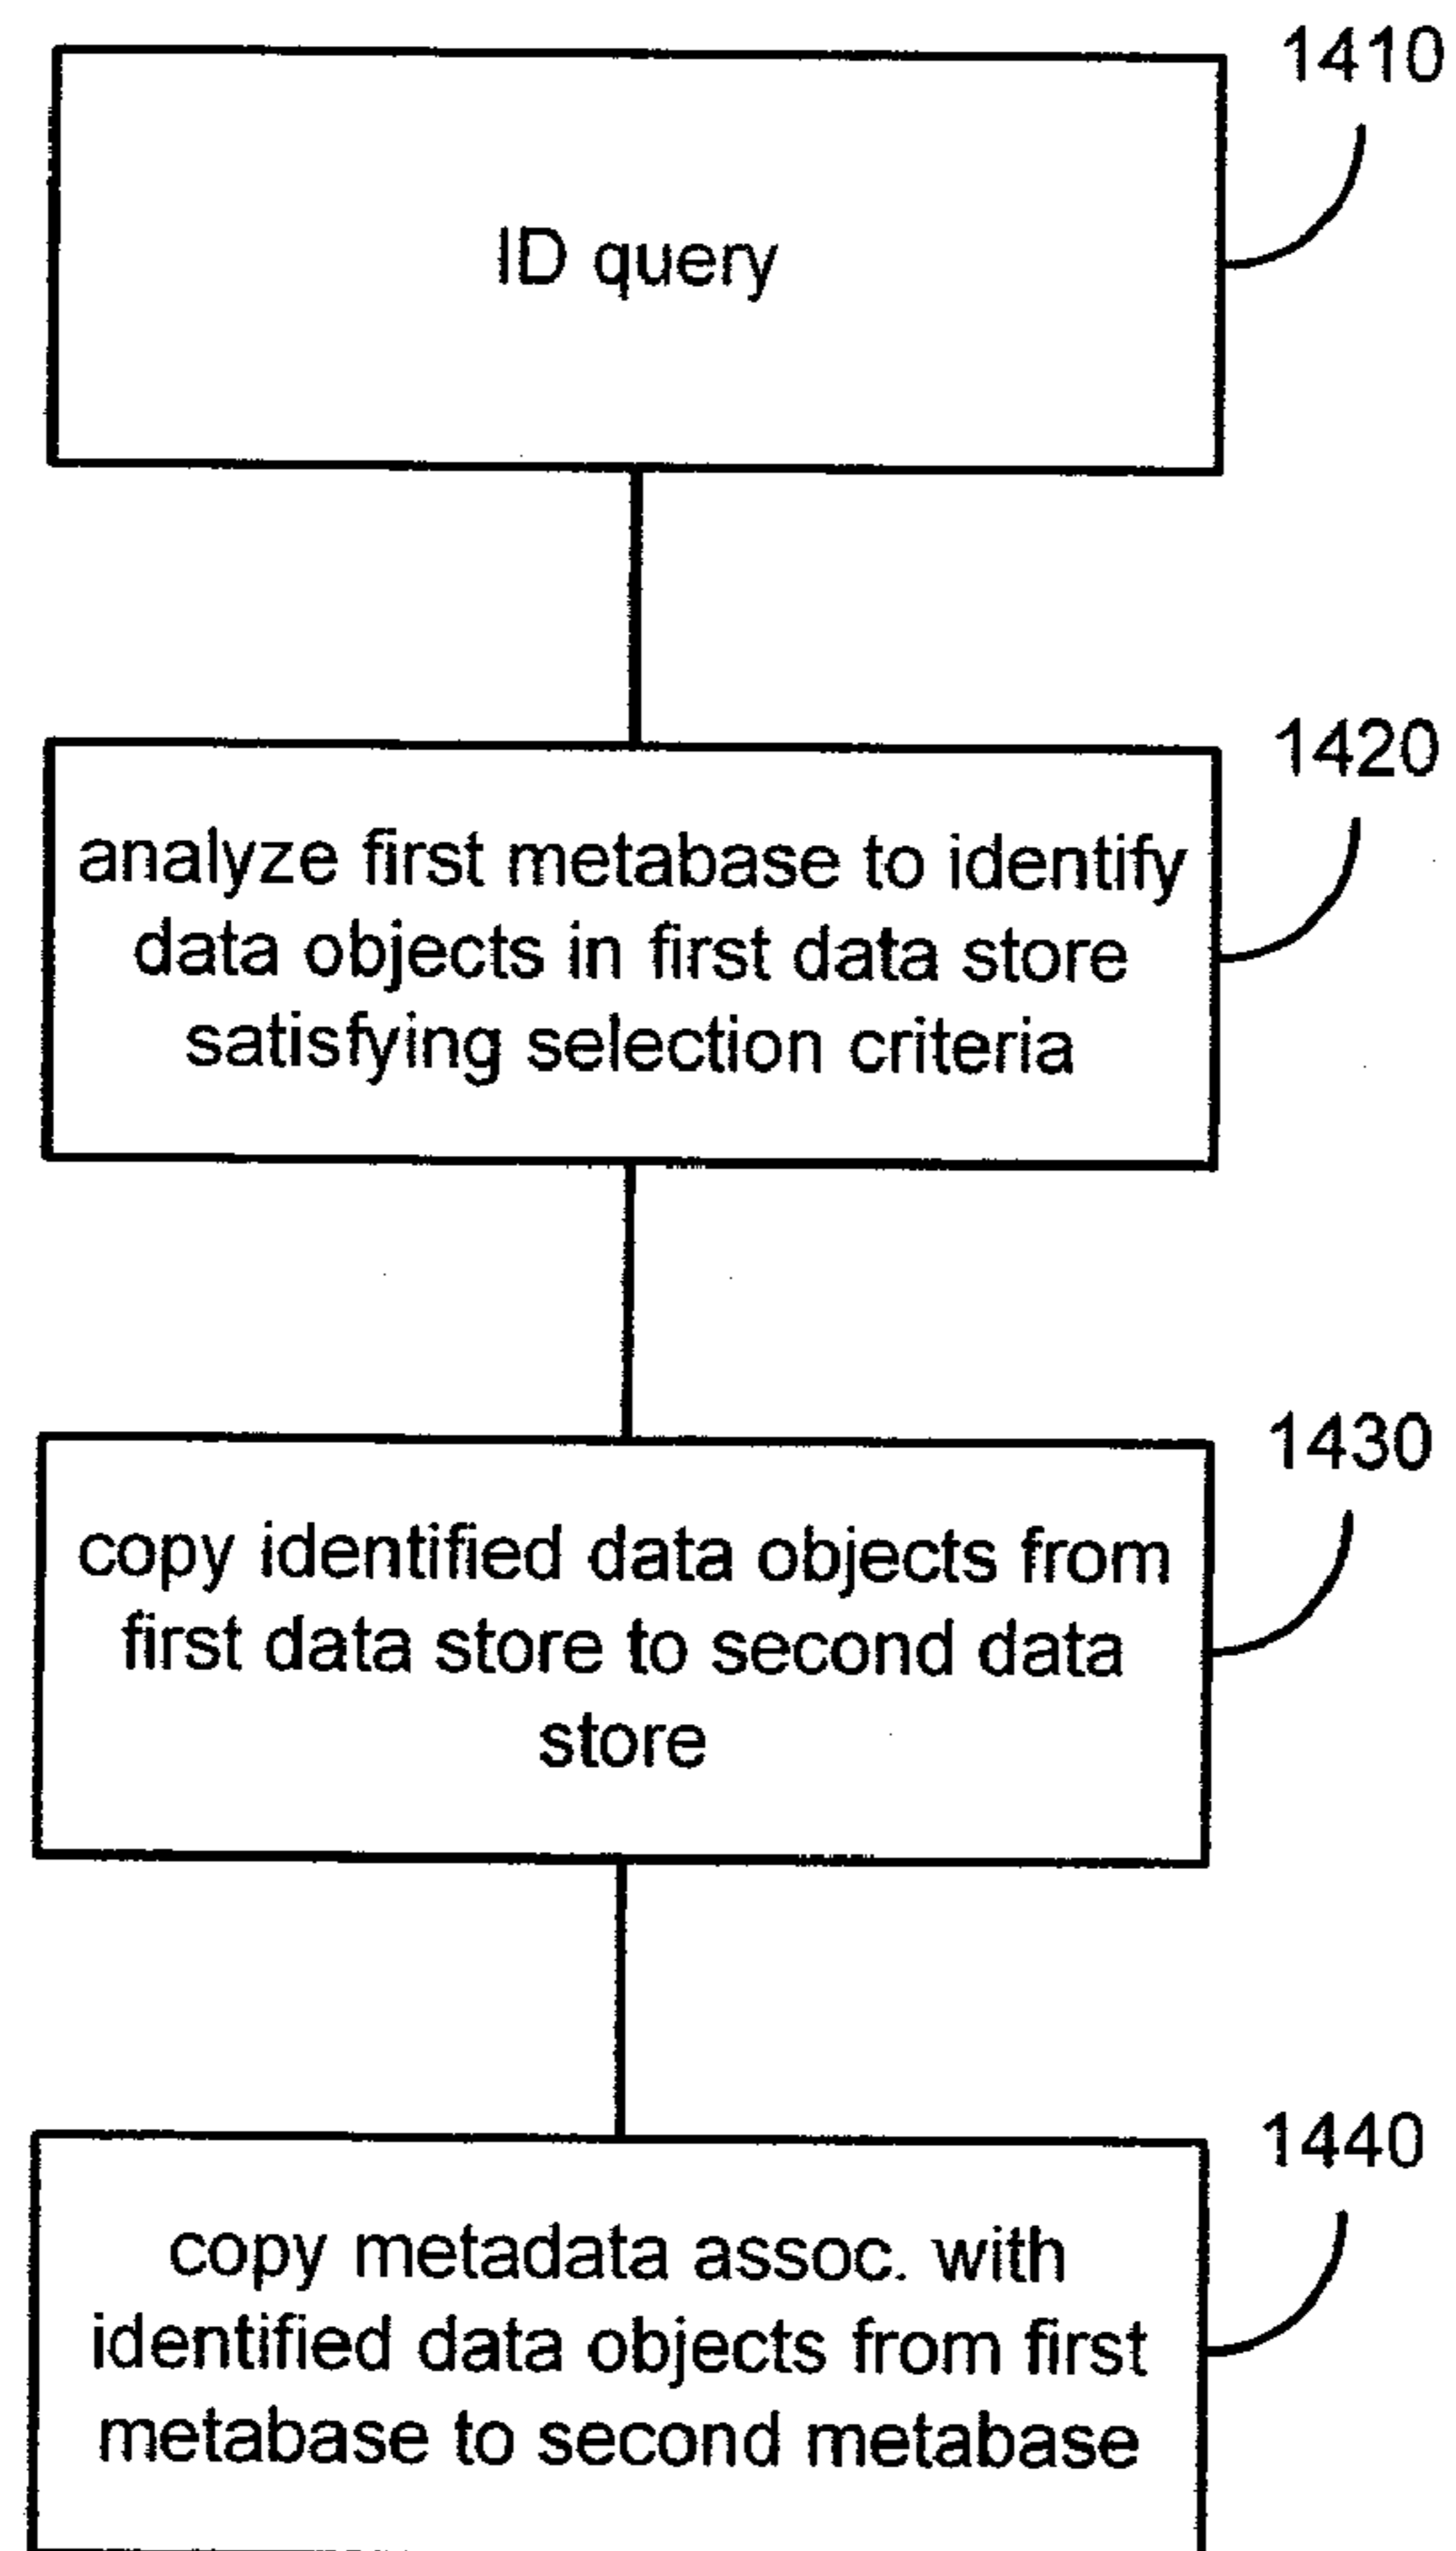 1410
ID query
1420
analyze first metabase to identify
data objects in first data store
satisfying selection criteria
1430
copy identified data objects from
first data store to second data
store
1440
copy metadata assoc. with
identified data objects from first
metabase to second metabase